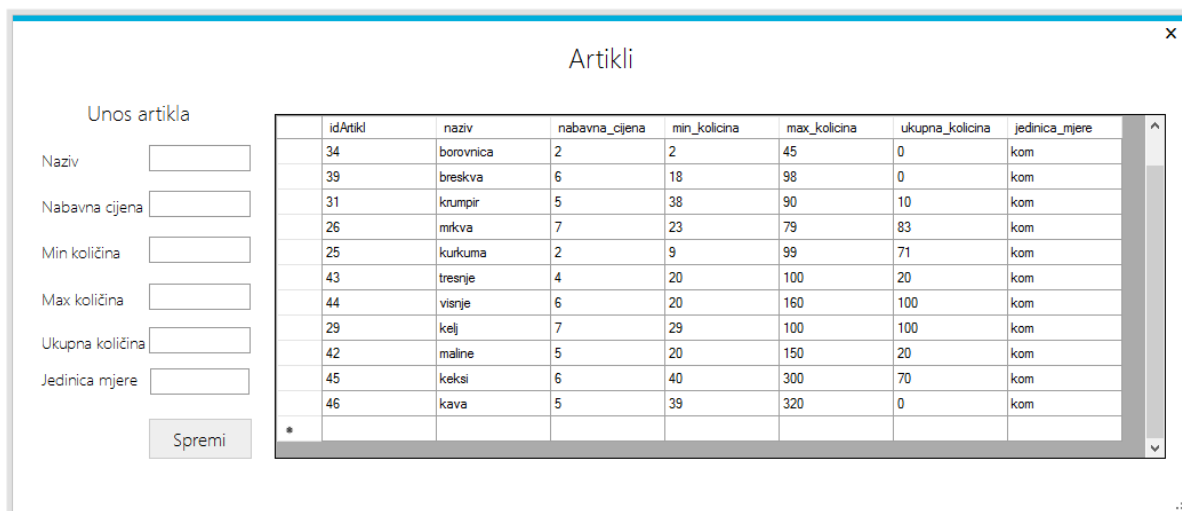 x
Artikli
Unos artikla
Naziv
Nabavna cijena
Min količina
Max količina
Ukupna količina
Jedinica mjere
Spremi
idArtikl naziv nabavna_cijena min_kolicina max_kolicina ukupna_kolicina jedinica_mjere
34 borovnica 2 2 45 0 kom
39 breskva 6 18 98 0 kom
31 krumpir 5 38 90 10 kom
26 mrkva 7 23 79 83 kom
25 kurkuma 2 9 99 71 kom
43 tresnje 4 20 100 20 kom
44 visnje 6 20 160 100 kom
29 kelj 7 29 100 100 kom
42 maline 5 20 150 20 kom
45 keksi 6 40 300 70 kom
46 kava 5 39 320 0 kom